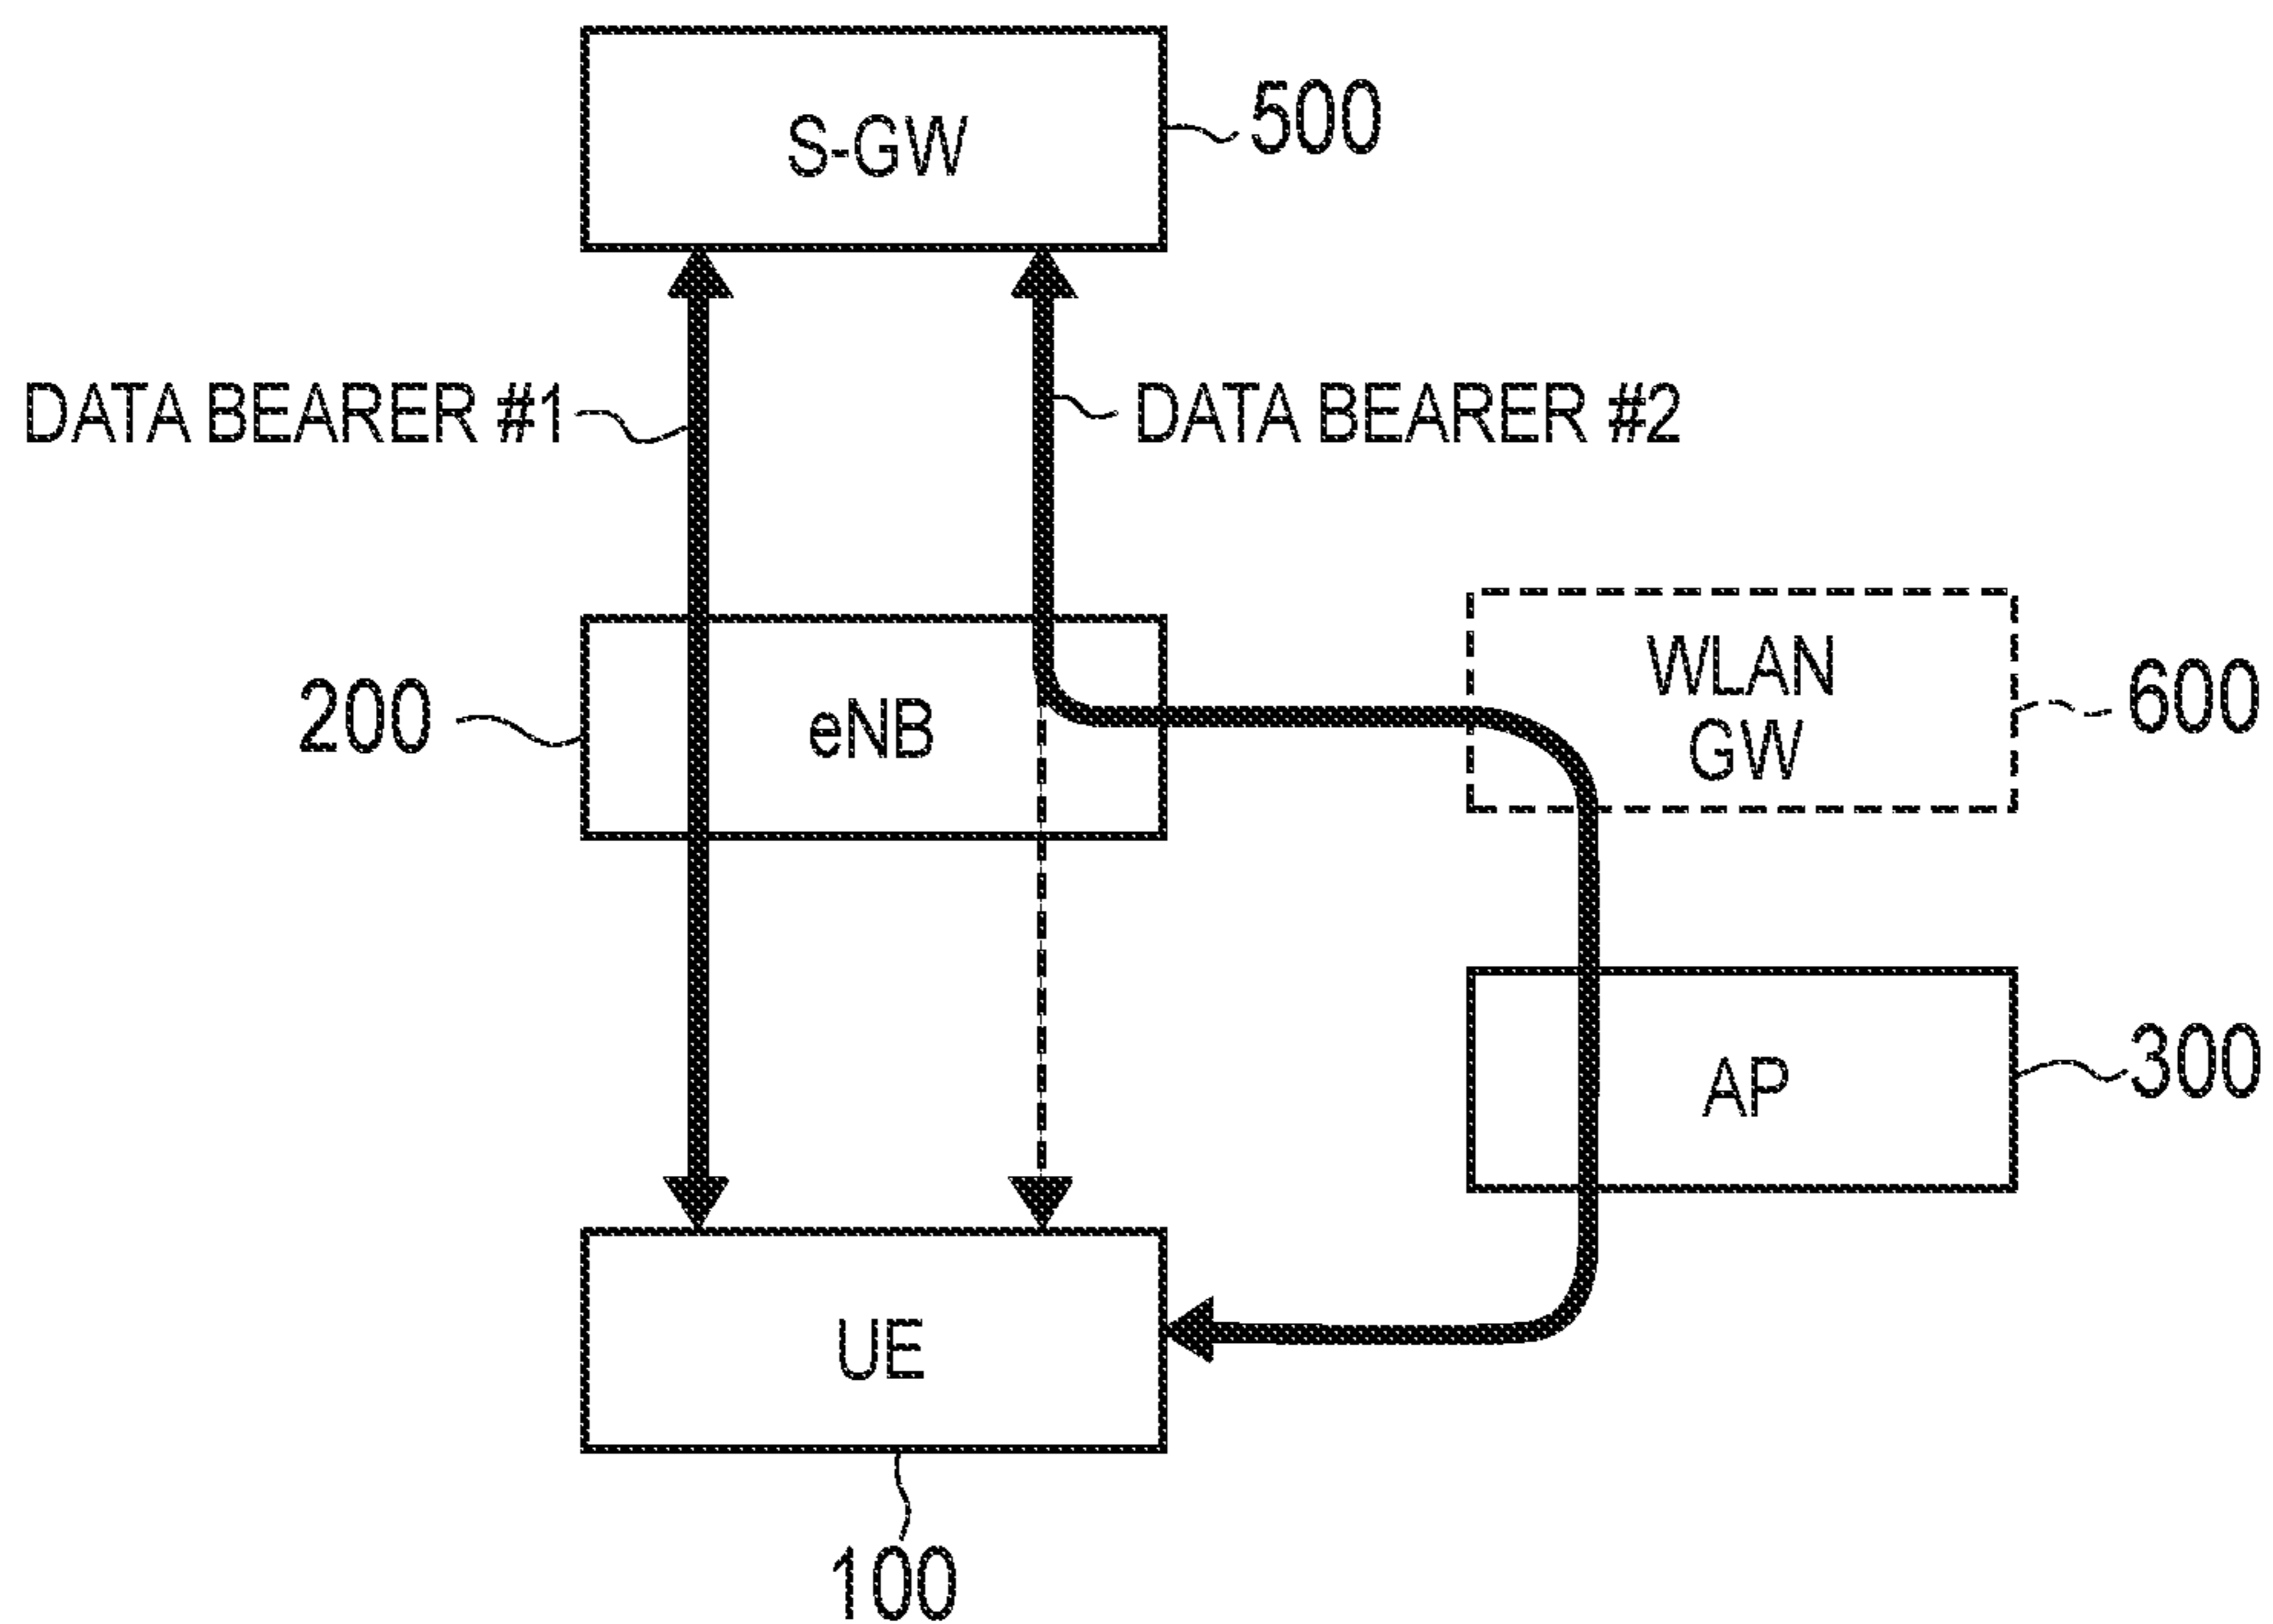 S-GW
500
DATA BEARER #1
DATA BEARER #2
200
eNB
WLAN
GW
600
AP
300
UE
100